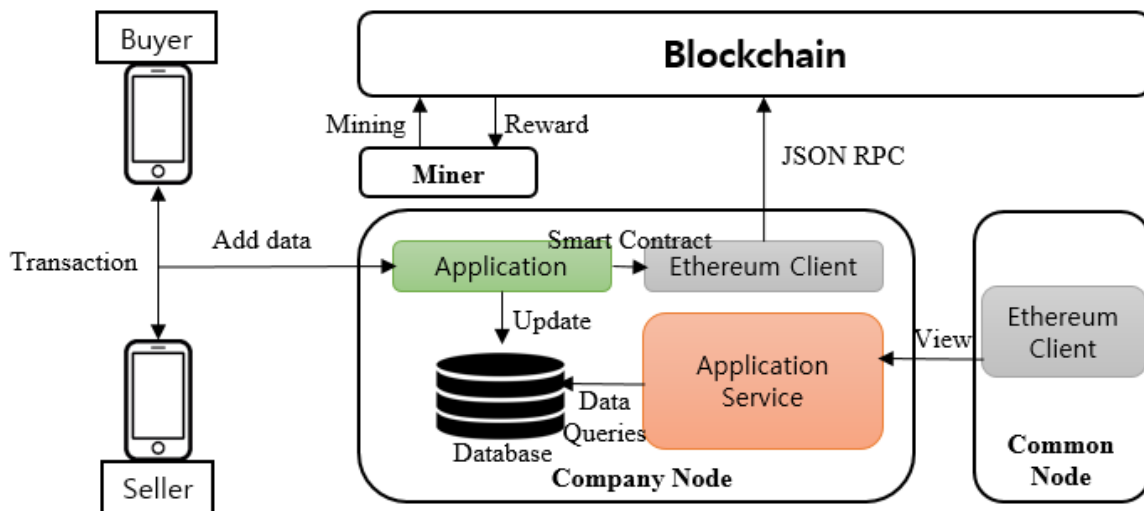 Buyer
Blockchain
Mining
Reward
Miner
JSON RPC
Transaction
Add data
Smart Contract
Application
Ethereum Client
Update
Application
Service
View
Ethereum
Client
Data
Queries
Database
Company Node
Common
Node
Seller